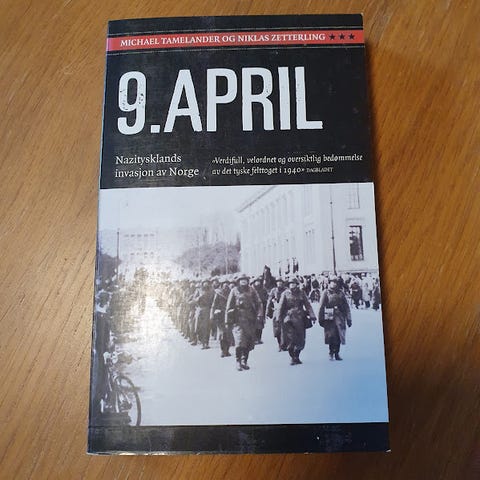 MICHAEL TAMELANDER OG NIKLAS ZETTERLING ★★★
9.APRIL
Nazitysklands
invasjon av Norge
«Verdifull, velordnet og oversiktlig bedømmelse
av det tyske felttoget i 1940» DAGBLADET